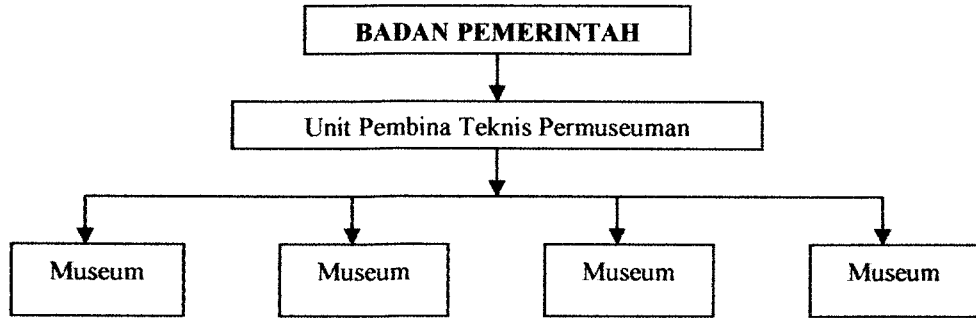 BADAN PEMERINTAH
Unit Pembina Teknis Permuseuman
Museum
Museum
Museum
Museum